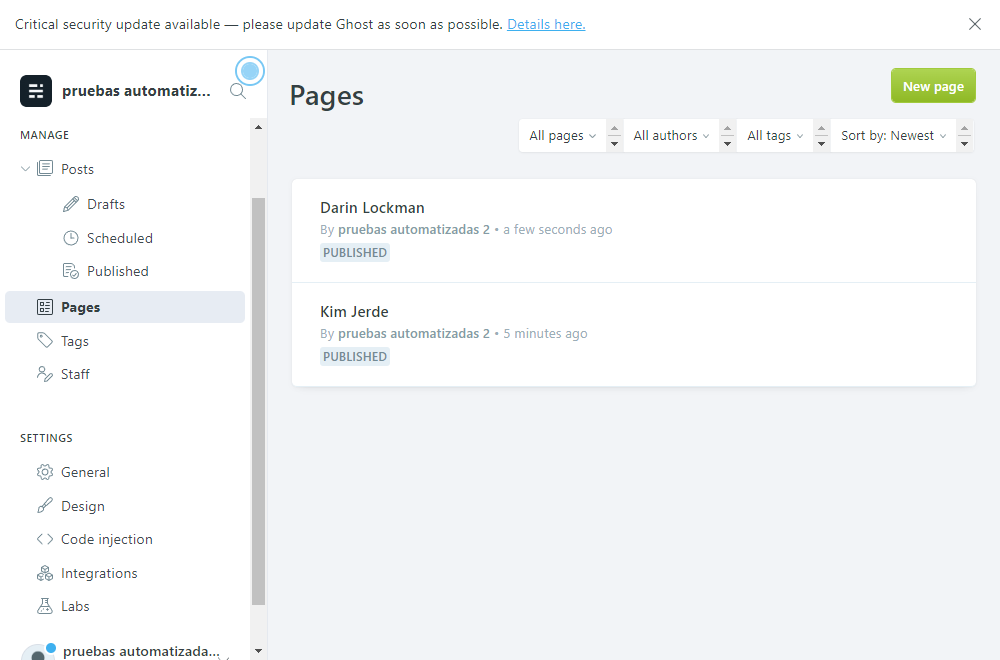 Critical security update available — please update Ghost as soon as possible. Details here.
pruebas automatiz...
MANAGE
Posts
Drafts
Scheduled
Published
Pages
Tags
Staff
SETTINGS
General
Design
Code injection
Integrations
Labs
pruebas automatizada...
Pages
New page
All pages
All authors
All tags
Sort by: Newest
Darin Lockman
By pruebas automatizadas 2 • a few seconds ago
PUBLISHED
Kim Jerde
By pruebas automatizadas 2 • 5 minutes ago
PUBLISHED